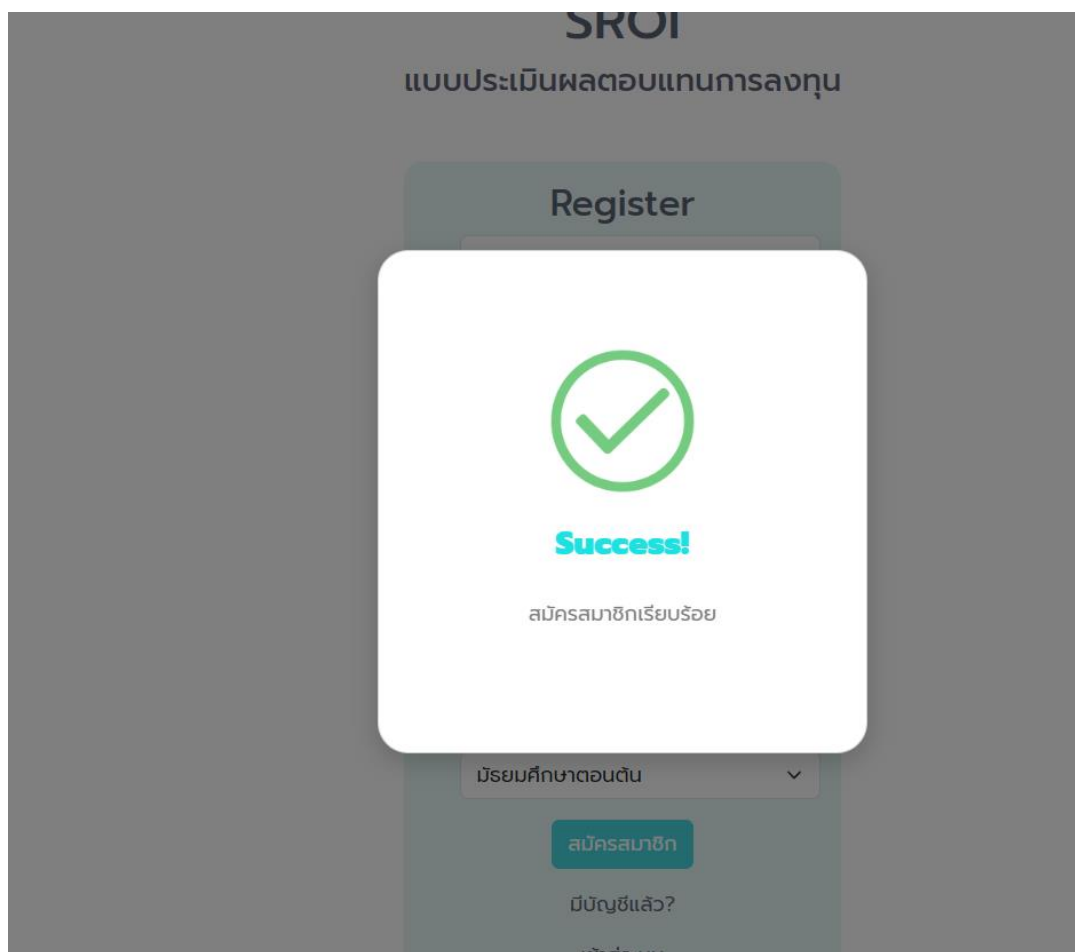 SROI
แบบประเมินผลตอบแทนการลงทุน
Register
Success!
สมัครสมาชิกเรียบร้อย
มัธยมศึกษาตอนต้น
สมัครสมาชิก
มีบัญชีแล้ว?